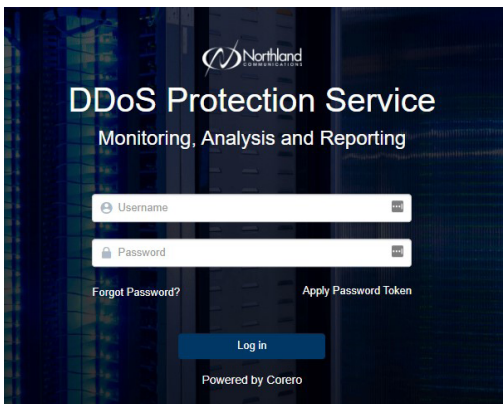 Northland
COMMUNICATIONS
DDoS Protection Service
Monitoring, Analysis and Reporting
Username
Password
Forgot Password? Apply Password Token
Log in
Powered by Corero